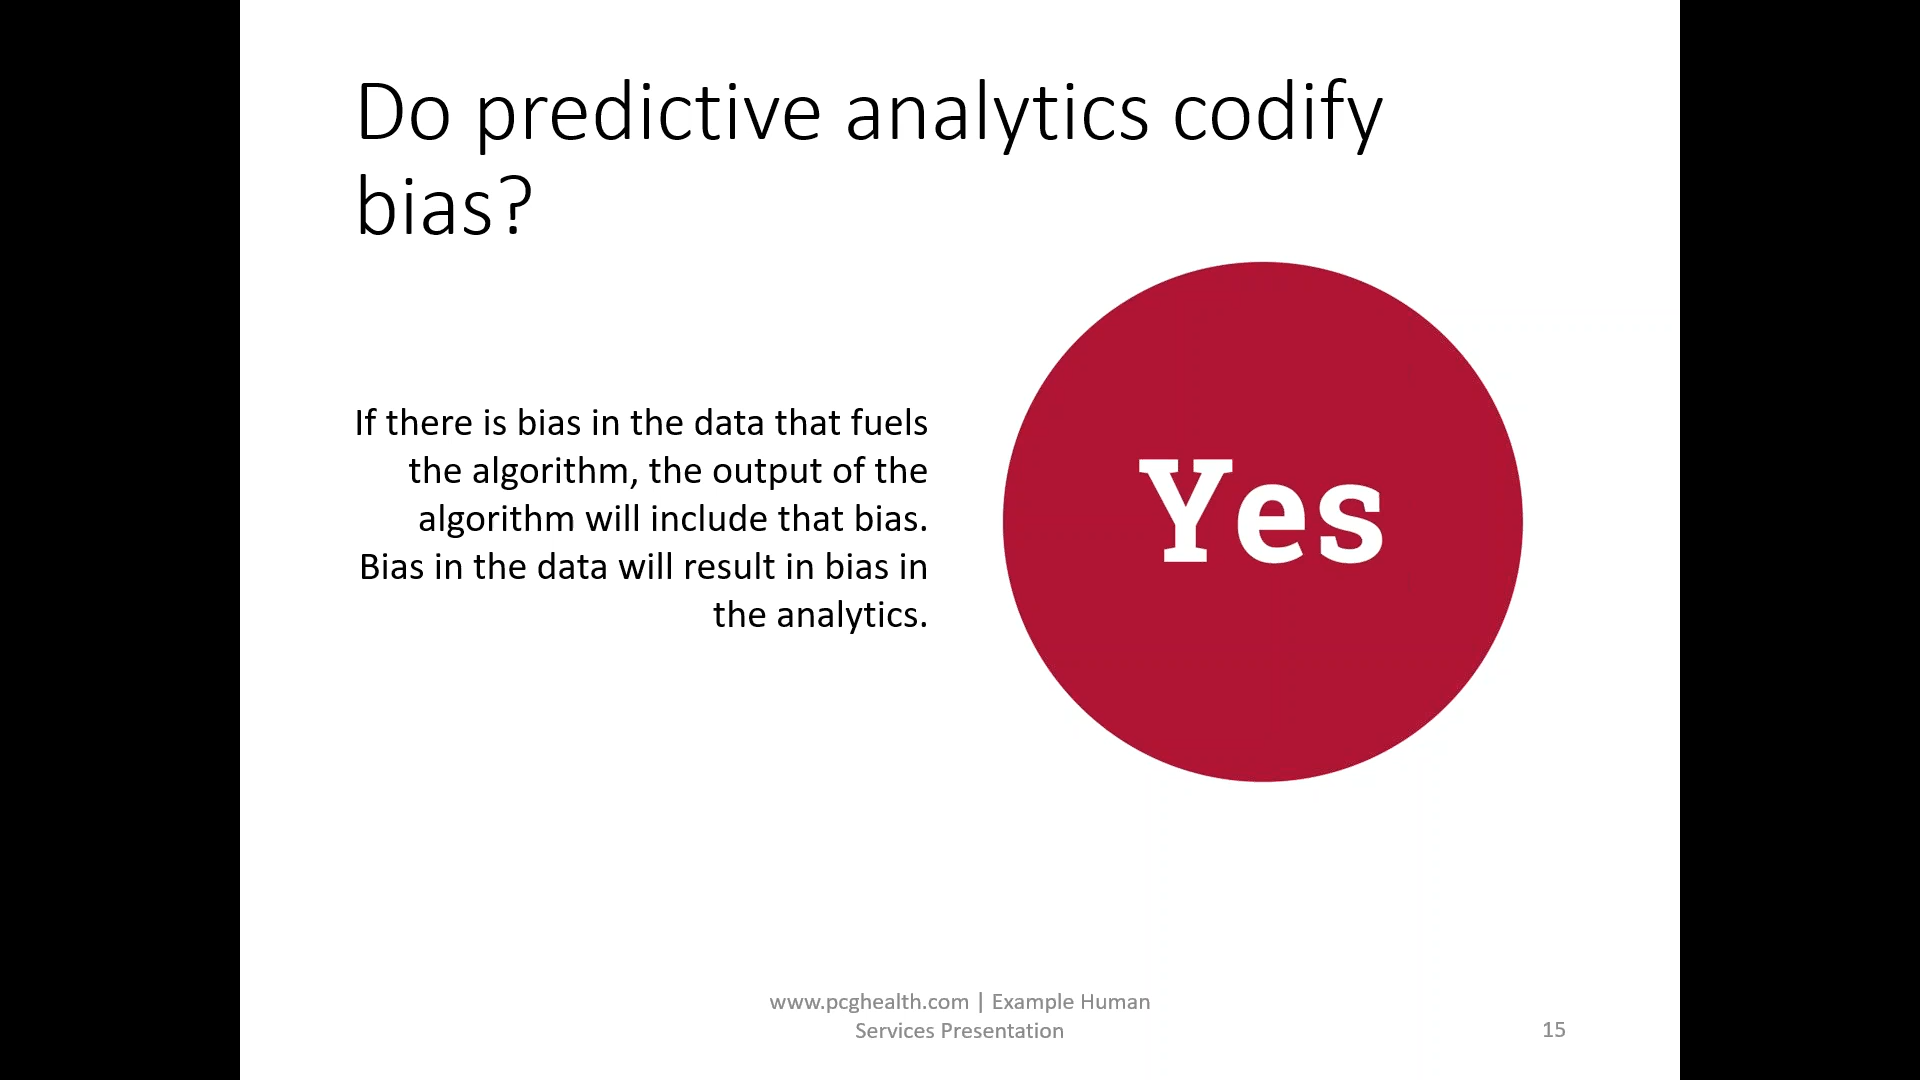 Do predictive analytics codify
bias?
If there is bias in the data that fuels
the algorithm, the output of the
algorithm will include that bias.
Bias in the data will result in bias in
the analytics.
Yes
www.pcghealth.com | Example Human
Services Presentation
15